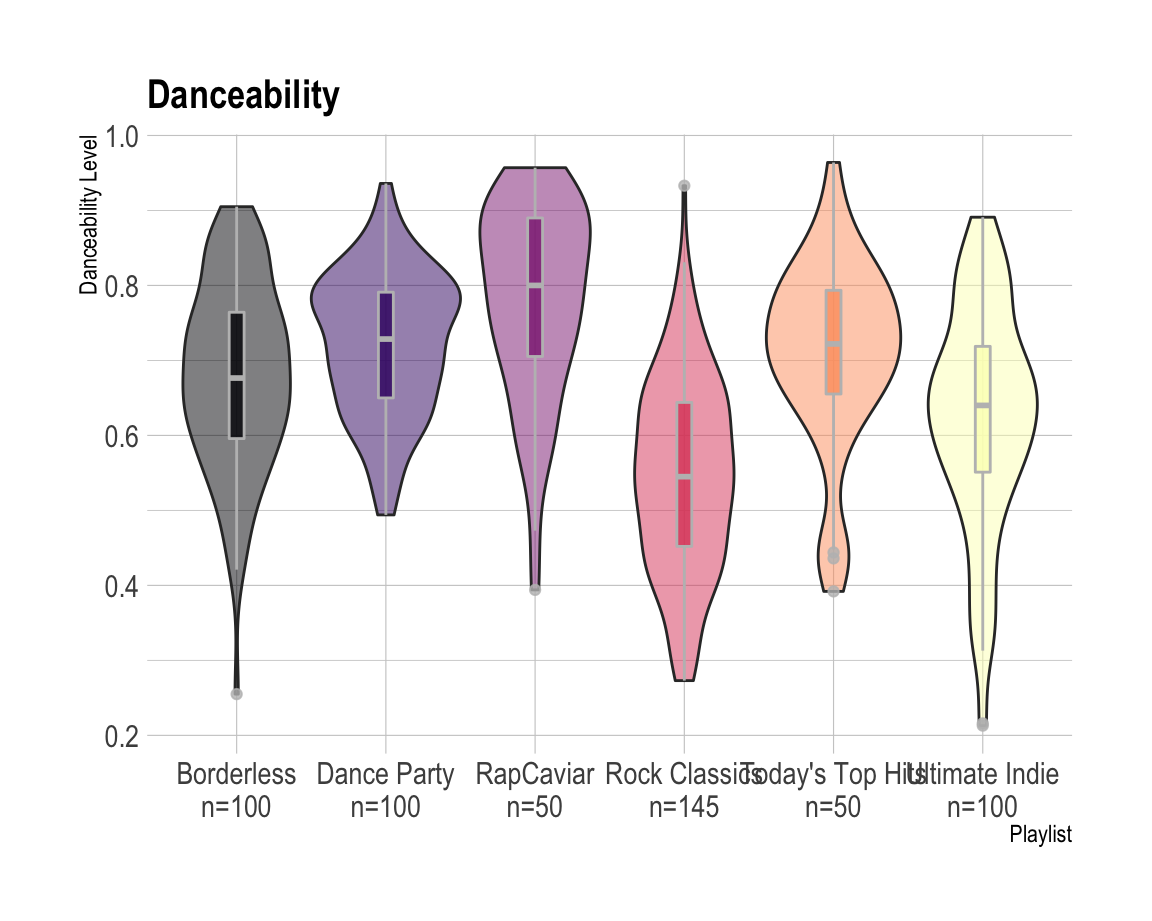 Danceability
Danceability Level
1.0
0.8
0.6
0.4
0.2
Borderless Dance Party RapCaviar Rock Classics Today's Top Hits Ultimate Indie
n=100 n=100 n=50 n=145 n=50 n=100
Playlist